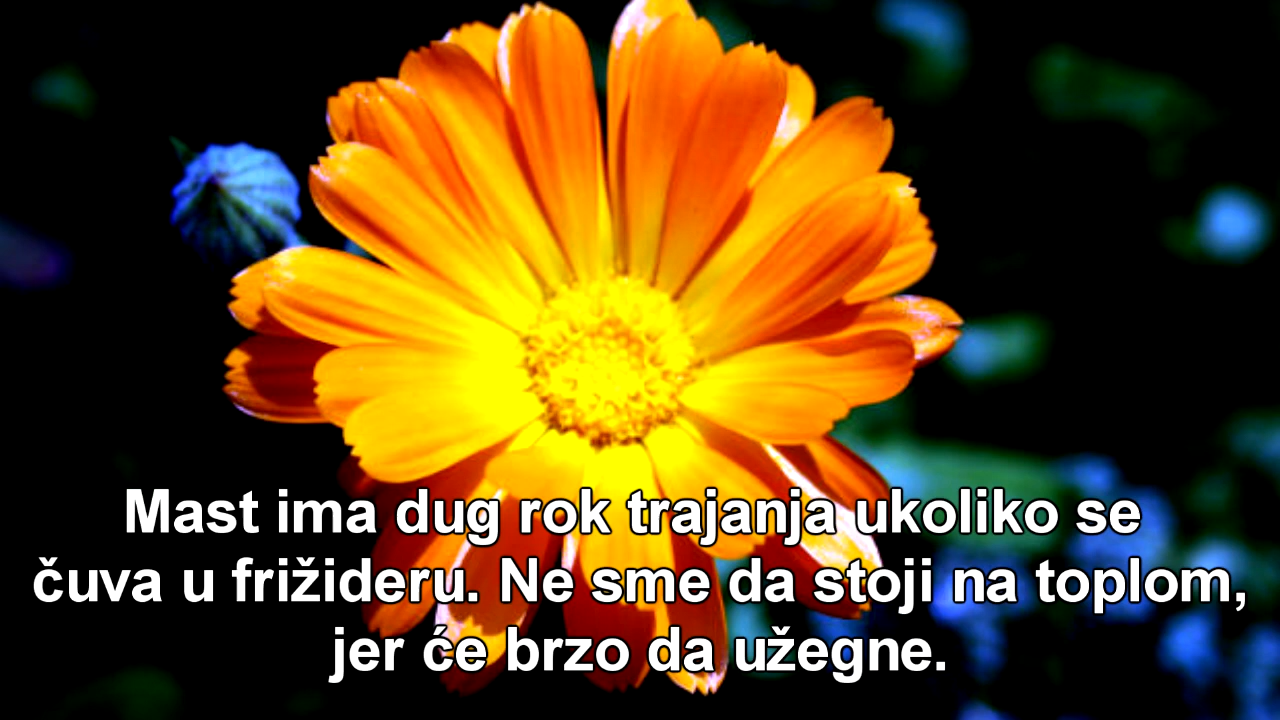 Mast ima dug rok trajanja ukoliko se
čuva u frižideru. Ne sme da stoji na toplom,
jer će brzo da užegne.